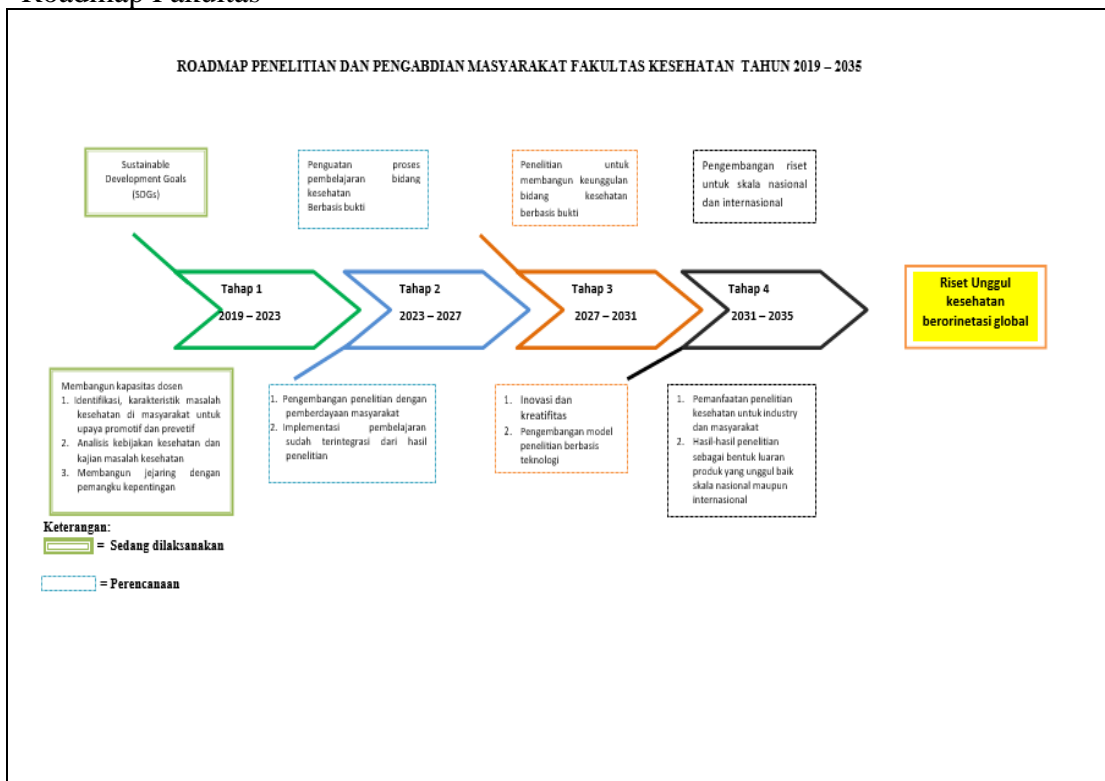 Roadmap Fakultas
ROADMAP PENELITIAN DAN PENGABDIAN MASYARAKAT FAKULTAS KESEHATAN TAHUN 2019 – 2035
Sustainable
Development Goals
(SDGs)
Penguatan proses
pembelajaran bidang
kesehatan
Berbasis bukti
Penelitian untuk
membangun keunggulan
bidang kesehatan
berbasis bukti
Pengembangan riset
untuk skala nasional
dan internasional
Tahap 1
2019 – 2023
Tahap 2
2023 – 2027
Tahap 3
2027 – 2031
Tahap 4
2031 – 2035
Riset Unggul
kesehatan
berorinetasi global
Membangun kapasitas dosen
1. Identifikasi, karakteristik masalah
kesehatan di masyarakat untuk
upaya promotif dan prevetif
2. Analisis kebijakan kesehatan dan
kajian masalah kesehatan
3. Membangun jejaring dengan
pemangku kepentingan
1. Pengembangan penelitian dengan
pemberdayaan masyarakat
2. Implementasi pembelajaran
sudah terintegrasi dari hasil
penelitian
1. Inovasi dan
kreatifitas
2. Pengembangan model
penelitian berbasis
teknologi
1. Pemanfaatan penelitian
kesehatan untuk industry
dan masyarakat
2. Hasil-hasil penelitian
sebagai bentuk luaran
produk yang unggul baik
skala nasional maupun
internasional
Keterangan:
= Sedang dilaksanakan
= Perencanaan